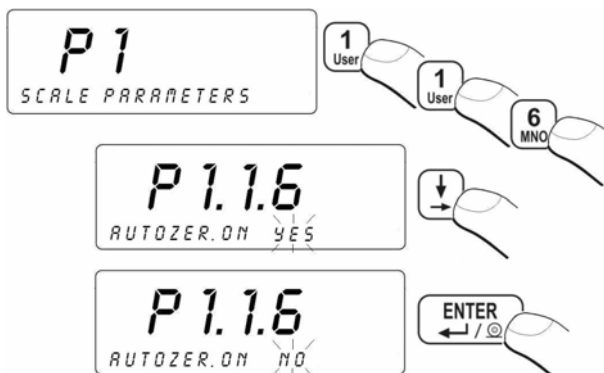 P1
SCALE PARAMETERS
1
User
1
User
6
MNO
P1.1.6
AUTOZER.ON YES
P1.1.6
AUTOZER.ON NO
ENTER